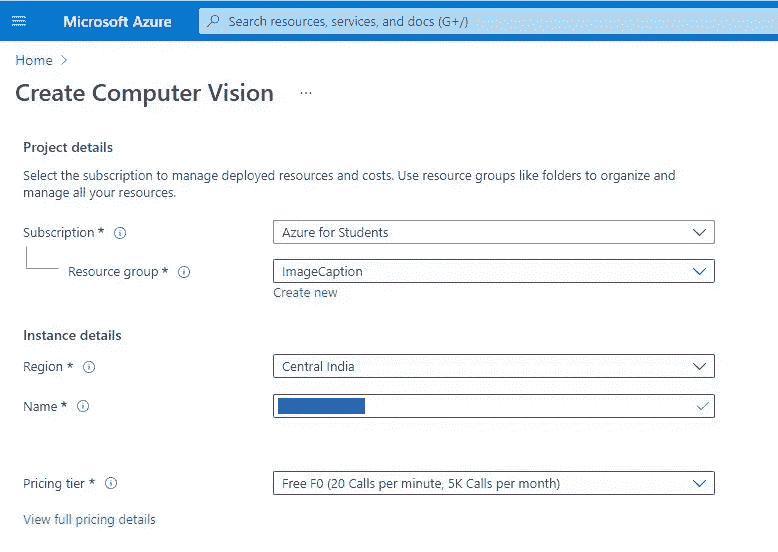 Microsoft Azure
Search resources, services, and docs (G+/)
Home >
Create Computer Vision ...
Project details
Select the subscription to manage deployed resources and costs. Use resource groups like folders to organize and
manage all your resources.
Subscription *
Azure for Students
Resource group *
ImageCaption
Create new
Instance details
Region *
Central India
Name *
Pricing tier *
Free F0 (20 Calls per minute, 5K Calls per month)
View full pricing details